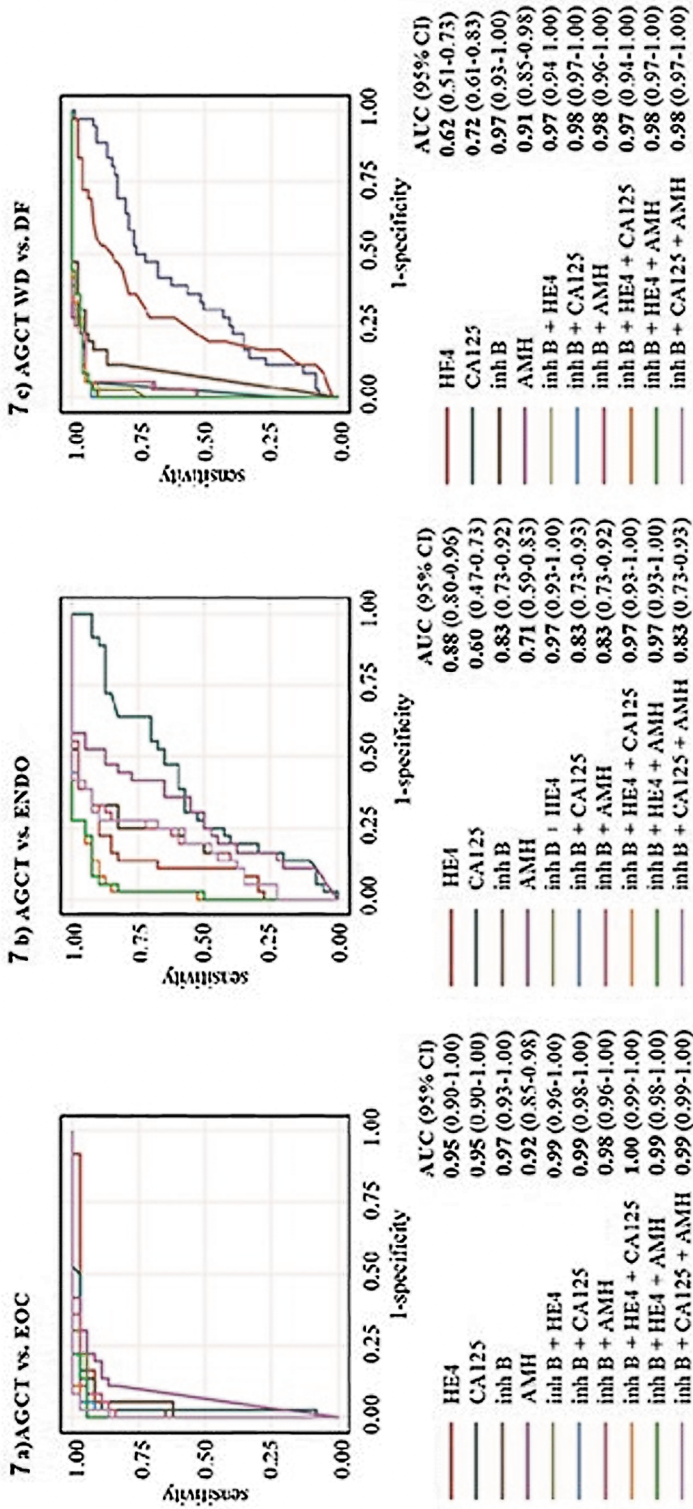 7 a)AGCT vs. EOC
sensitivity
1.00
0.75
0.50
0.25
0.00
0.00 0.25 0.50 0.75 1.00
1-specificity
AUC (95% CI)
HE4 0.95 (0.90-1.00)
CA125 0.95 (0.90-1.00)
inh B 0.97 (0.93-1.00)
AMH 0.92 (0.85-0.98)
inh B + HE4 0.99 (0.96-1.00)
inh B + CA125 0.99 (0.98-1.00)
inh B + AMH 0.98 (0.96-1.00)
inh B + HE4 + CA125 1.00 (0.99-1.00)
inh B + HE4 + AMH 0.99 (0.98-1.00)
inh B + CA125 + AMH 0.99 (0.99-1.00)
7 b) AGCT vs. ENDO
sensitivity
1.00
0.75
0.50
0.25
0.00
0.00 0.25 0.50 0.75 1.00
1-specificity
AUC (95% CI)
HE4 0.88 (0.80-0.96)
CA125 0.60 (0.47-0.73)
inh B 0.83 (0.73-0.92)
AMH 0.71 (0.59-0.83)
inh B + HE4 0.97 (0.93-1.00)
inh B + CA125 0.83 (0.73-0.93)
inh B + AMH 0.83 (0.73-0.92)
inh B + HE4 + CA125 0.97 (0.93-1.00)
inh B + HE4 + AMH 0.97 (0.93-1.00)
inh B + CA125 + AMH 0.83 (0.73-0.93)
7 c) AGCT WD vs. DF
sensitivity
1.00
0.75
0.50
0.25
0.00
0.00 0.25 0.50 0.75 1.00
1-specificity
AUC (95% CI)
HE4 0.62 (0.51-0.73)
CA125 0.72 (0.61-0.83)
inh B 0.97 (0.93-1.00)
AMH 0.91 (0.85-0.98)
inh B + HE4 0.97 (0.94 1.00)
inh B + CA125 0.98 (0.97-1.00)
inh B + AMH 0.98 (0.96-1.00)
inh B + HE4 + CA125 0.97 (0.94-1.00)
inh B + HE4 + AMH 0.98 (0.97-1.00)
inh B + CA125 + AMH 0.98 (0.97-1.00)